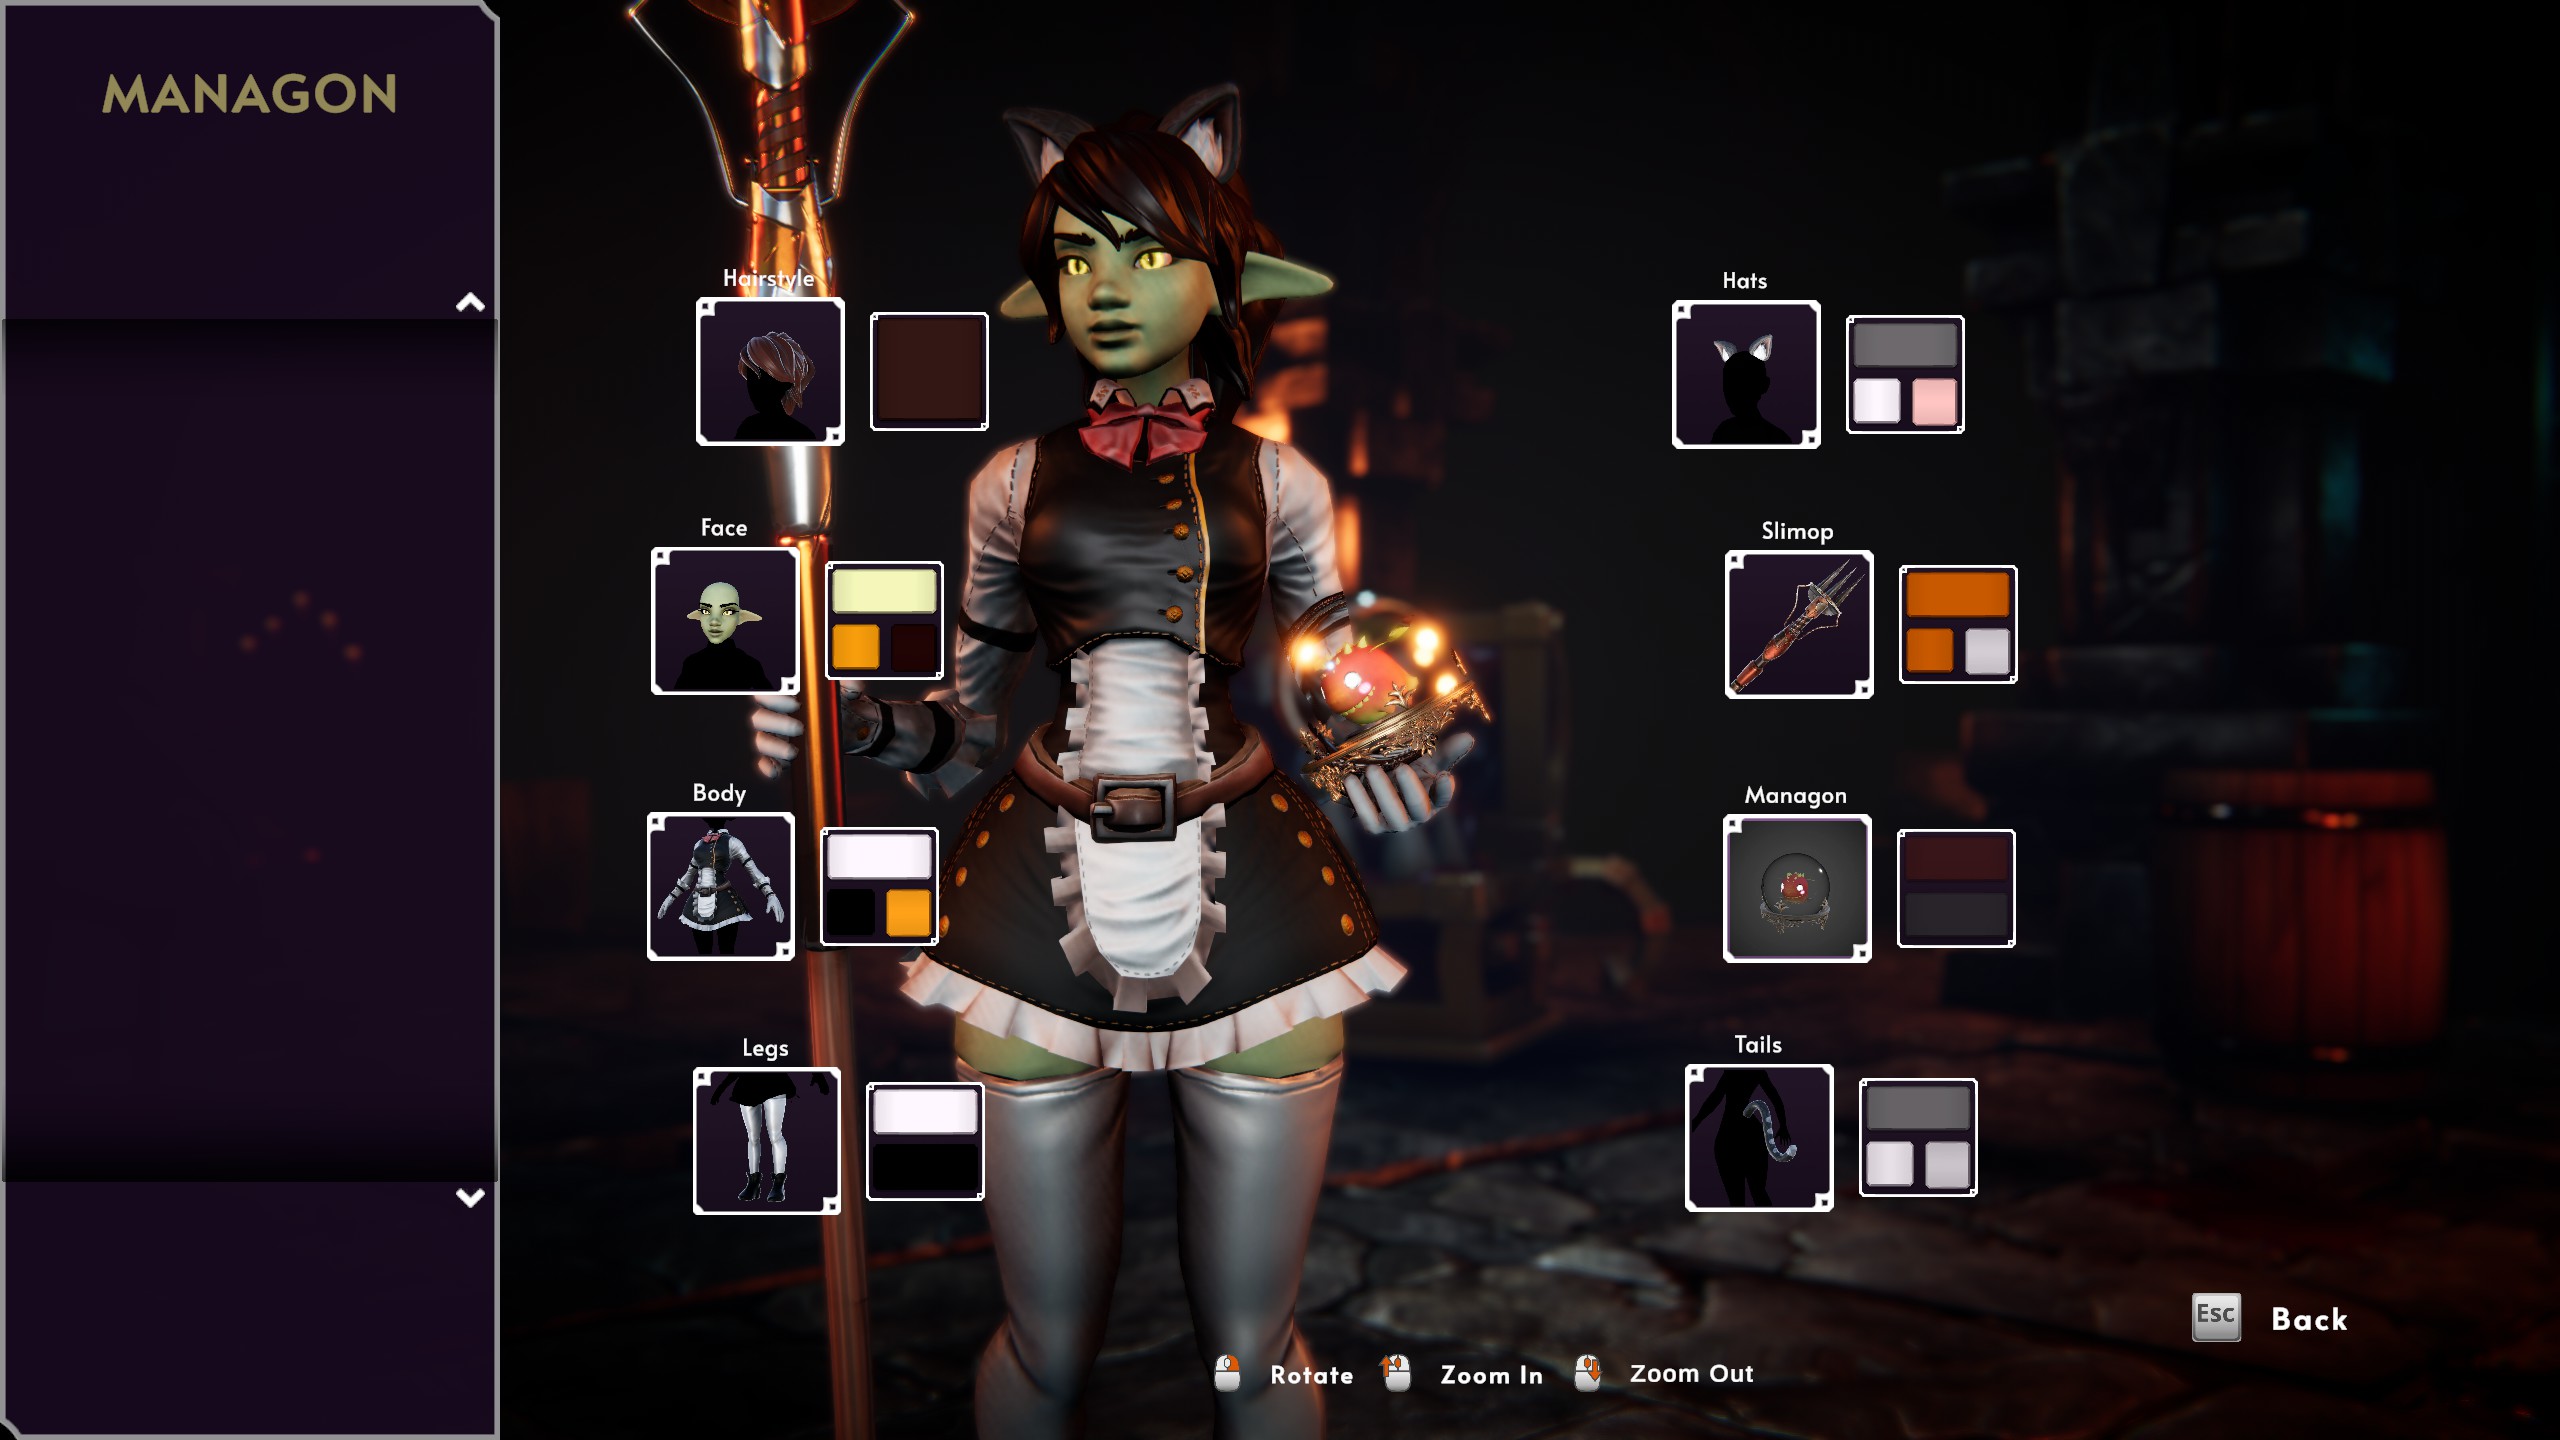 MANAGON
Hairstyle
Face
Body
Legs
Hats
Slimop
Managon
Tails
Esc Back
Rotate Zoom In Zoom Out